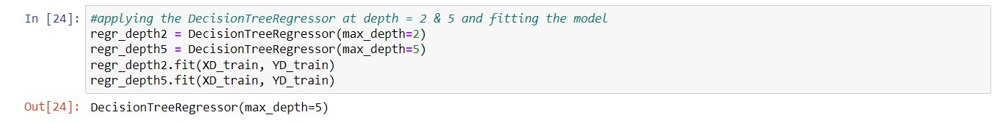 In [24]: #applying the DecisionTreeRegressor at depth = 2 & 5 and fitting the model
regr_depth2 = DecisionTreeRegressor(max_depth=2)
regr_depth5 = DecisionTreeRegressor(max_depth=5)
regr_depth2.fit(XD_train, YD_train)
regr_depth5.fit(XD_train, YD_train)
Out[24]: DecisionTreeRegressor(max_depth=5)